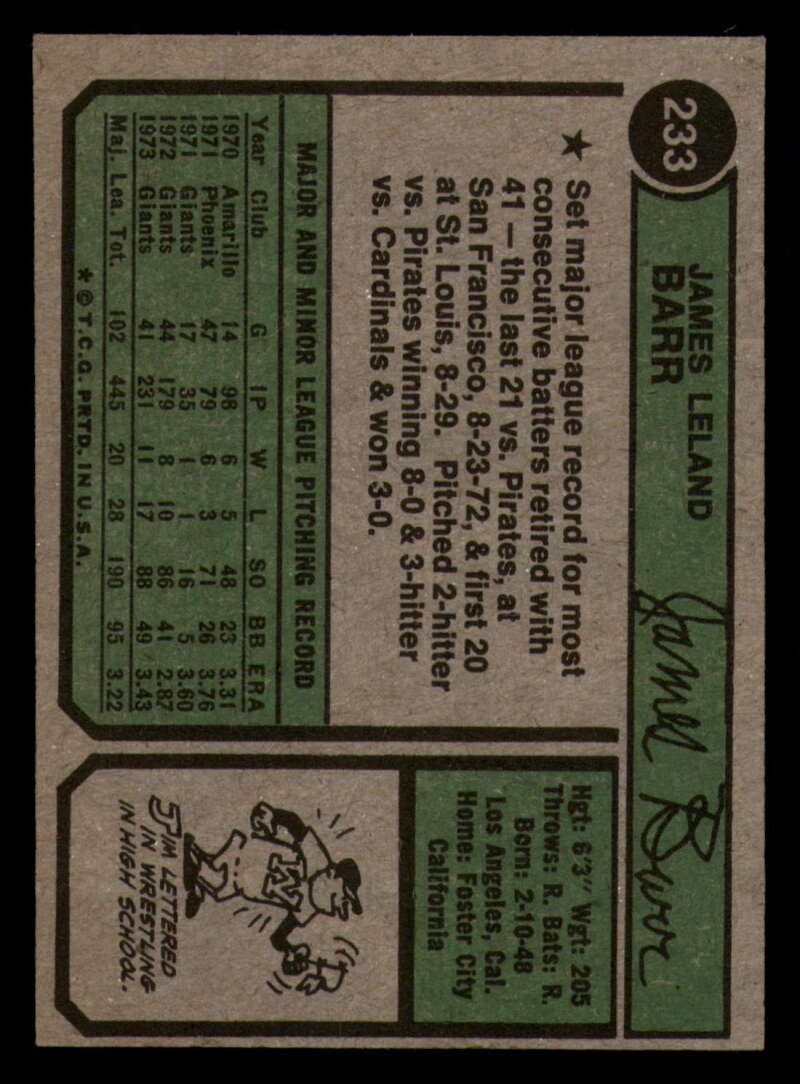 233
JAMES LELAND
BARR
James Barr
★ Set major league record for most
consecutive batters retired with
41 — the last 21 vs. Pirates, at
San Francisco, 8-23-72, & first 20
at St. Louis, 8-29. Pitched 2-hitter
vs. Pirates winning 8-0 & 3-hitter
vs. Cardinals & won 3-0.
MAJOR AND MINOR LEAGUE PITCHING RECORD
Year Club G IP W L SO BB ERA
1970 Amarillo 14 98 6 5 48 23 3.31
1971 Phoenix 47 79 6 3 71 26 3.76
1971 Giants 17 35 1 1 16 5 3.60
1972 Giants 44 179 8 10 86 41 2.87
1973 Giants 41 231 11 17 88 49 3.43
Maj. Lea. Tot. 102 445 20 28 190 95 3.22
* © T.C.G. PRTD. IN U.S.A.
Hgt: 6'3" Wgt: 205
Throws: R. Bats: R.
Born: 2-10-48
Los Angeles, Cal.
Home: Foster City
California
W
JIM LETTERED
IN WRESTLING
IN HIGH SCHOOL.